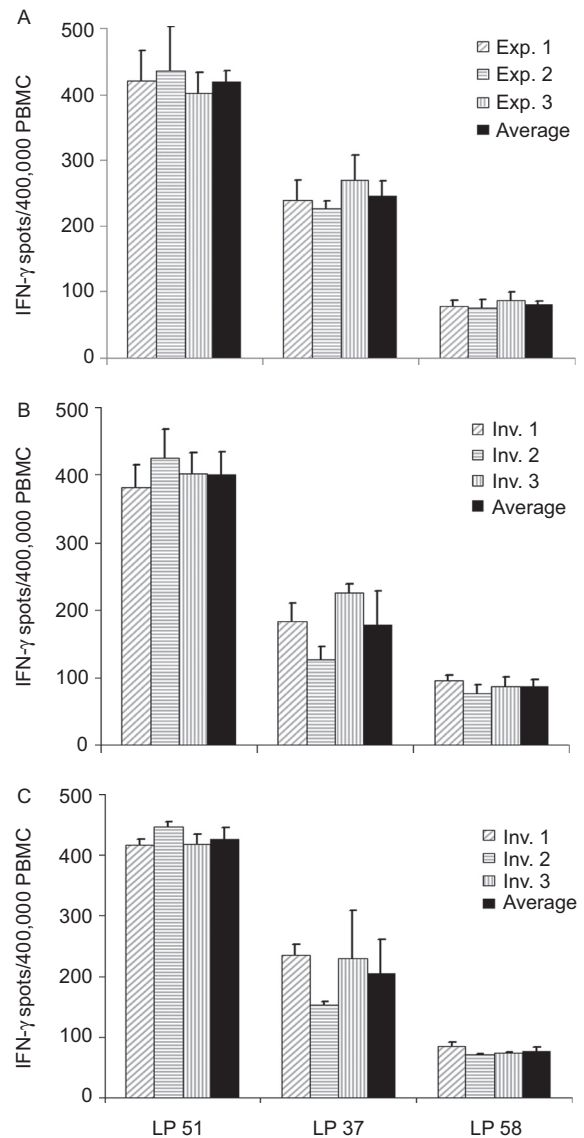 A
IFN-γ spots/400,000 PBMC
500
400
300
200
100
0
Exp. 1
Exp. 2
Exp. 3
Average
B
IFN-γ spots/400,000 PBMC
500
400
300
200
100
0
Inv. 1
Inv. 2
Inv. 3
Average
C
IFN-γ spots/400,000 PBMC
500
400
300
200
100
0
Inv. 1
Inv. 2
Inv. 3
Average
LP 51 LP 37 LP 58